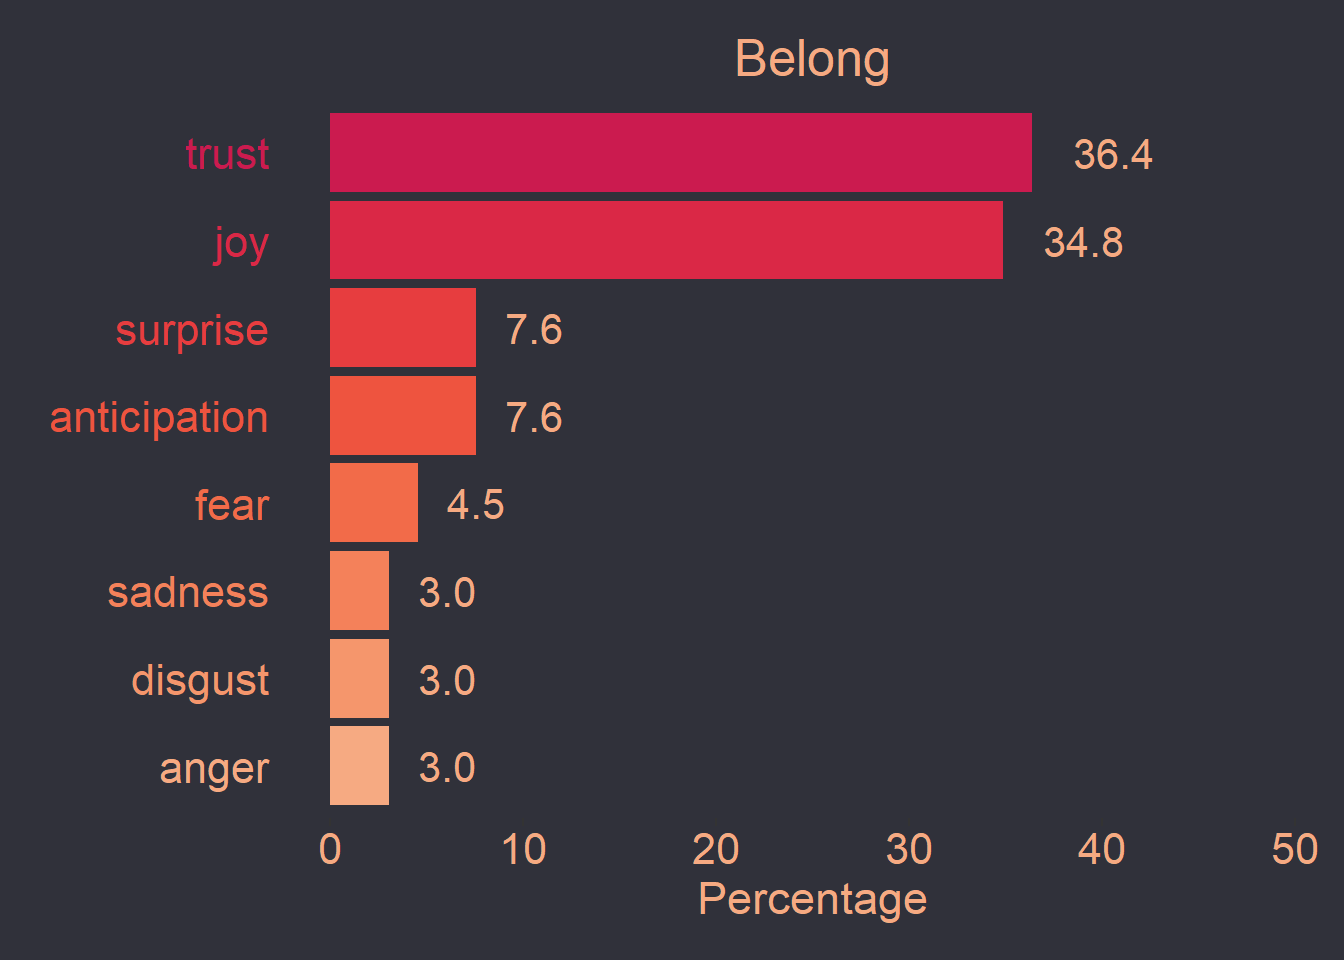 Belong
trust 36.4
joy 34.8
surprise 7.6
anticipation 7.6
fear 4.5
sadness 3.0
disgust 3.0
anger 3.0
0 10 20 30 40 50
Percentage